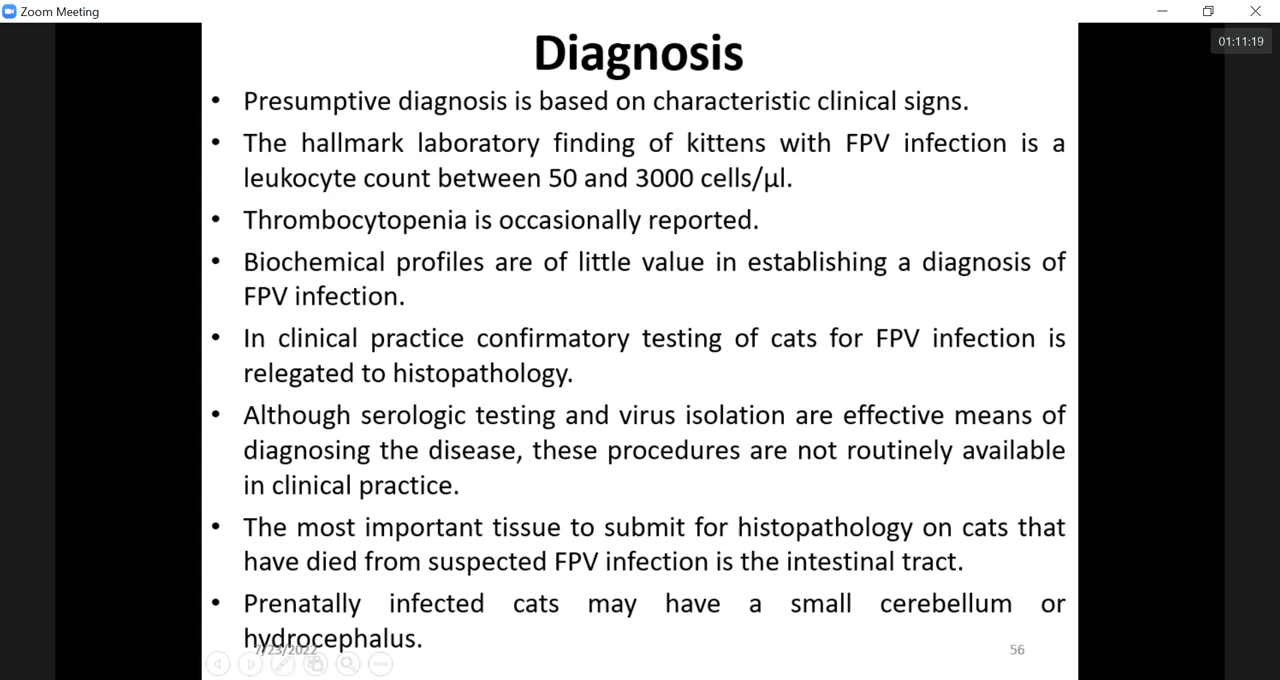 Zoom Meeting
01:11:19
Diagnosis
• Presumptive diagnosis is based on characteristic clinical signs.
• The hallmark laboratory finding of kittens with FPV infection is a
leukocyte count between 50 and 3000 cells/µl.
• Thrombocytopenia is occasionally reported.
• Biochemical profiles are of little value in establishing a diagnosis of
FPV infection.
• In clinical practice confirmatory testing of cats for FPV infection is
relegated to histopathology.
• Although serologic testing and virus isolation are effective means of
diagnosing the disease, these procedures are not routinely available
in clinical practice.
• The most important tissue to submit for histopathology on cats that
have died from suspected FPV infection is the intestinal tract.
• Prenatally infected cats may have a small cerebellum or
hydrocephalus.
7/23/2022
56